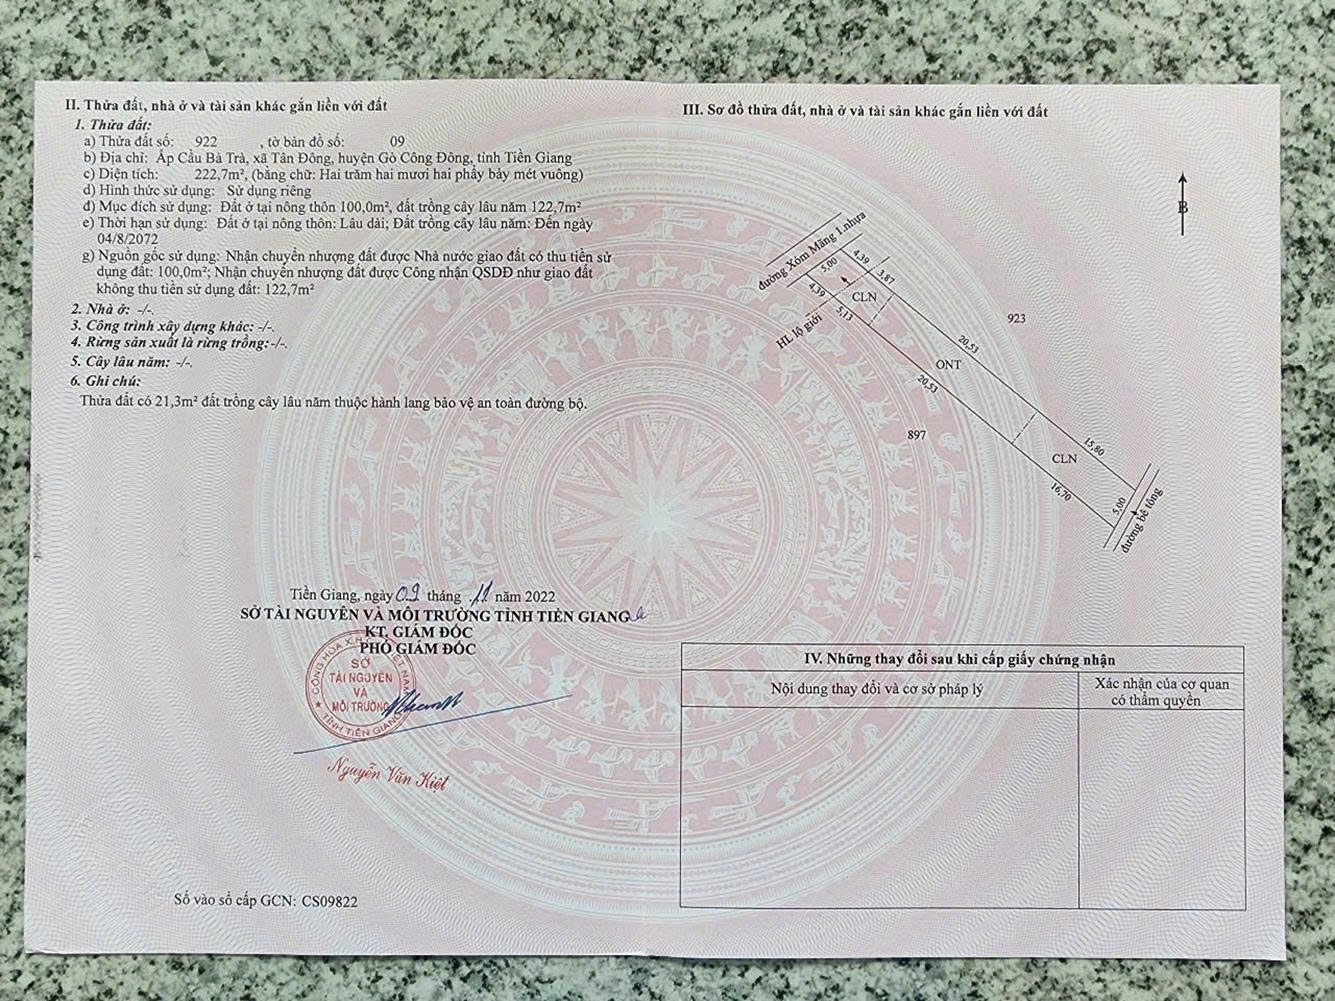 II. Thửa đất, nhà ở và tài sản khác gắn liền với đất
1. Thửa đất:
a) Thửa đất số: 922 , tờ bản đồ số: 09
b) Địa chỉ: Ấp Cầu Bà Trà, xã Tân Đông, huyện Gò Công Đông, tỉnh Tiền Giang
c) Diện tích: 222,7m², (bằng chữ: Hai trăm hai mươi hai phẩy bảy mét vuông)
d) Hình thức sử dụng: Sử dụng riêng
đ) Mục đích sử dụng: Đất ở tại nông thôn 100,0m², đất trồng cây lâu năm 122,7m²
e) Thời hạn sử dụng: Đất ở tại nông thôn: Lâu dài; Đất trồng cây lâu năm: Đến ngày
04/8/2072
g) Nguồn gốc sử dụng: Nhận chuyển nhượng đất được Nhà nước giao đất có thu tiền sử
dụng đất: 100,0m²; Nhận chuyển nhượng đất được Công nhận QSDĐ như giao đất
không thu tiền sử dụng đất: 122,7m²
2. Nhà ở: -/-.
3. Công trình xây dựng khác: -/-.
4. Rừng sản xuất là rừng trồng:-/-.
5. Cây lâu năm: -/-.
6. Ghi chú:
Thửa đất có 21,3m² đất trồng cây lâu năm thuộc hành lang bảo vệ an toàn đường bộ.
Tiền Giang, ngày 09 tháng 11 năm 2022
SỞ TÀI NGUYÊN VÀ MÔI TRƯỜNG TỈNH TIỀN GIANG
KT. GIÁM ĐỐC
PHÓ GIÁM ĐỐC
CỘNG HÒA X.H.C.N VIỆT NAM
SỞ
TÀI NGUYÊN
VÀ
MÔI TRƯỜNG
★ TỈNH TIỀN GIANG
Nguyễn Văn Kiệt
Số vào sổ cấp GCN: CS09822
III. Sơ đồ thửa đất, nhà ở và tài sản khác gắn liền với đất
B
đường Xóm Măng 1.nhựa
5,00
4,39
3,87
4,39
CLN
5,13
HL lộ giới
923
20,53
ONT
20,53
897
15,80
CLN
16,70
5,00
đường bê tông
IV. Những thay đổi sau khi cấp giấy chứng nhận
Nội dung thay đổi và cơ sở pháp lý
Xác nhận của cơ quan
có thẩm quyền